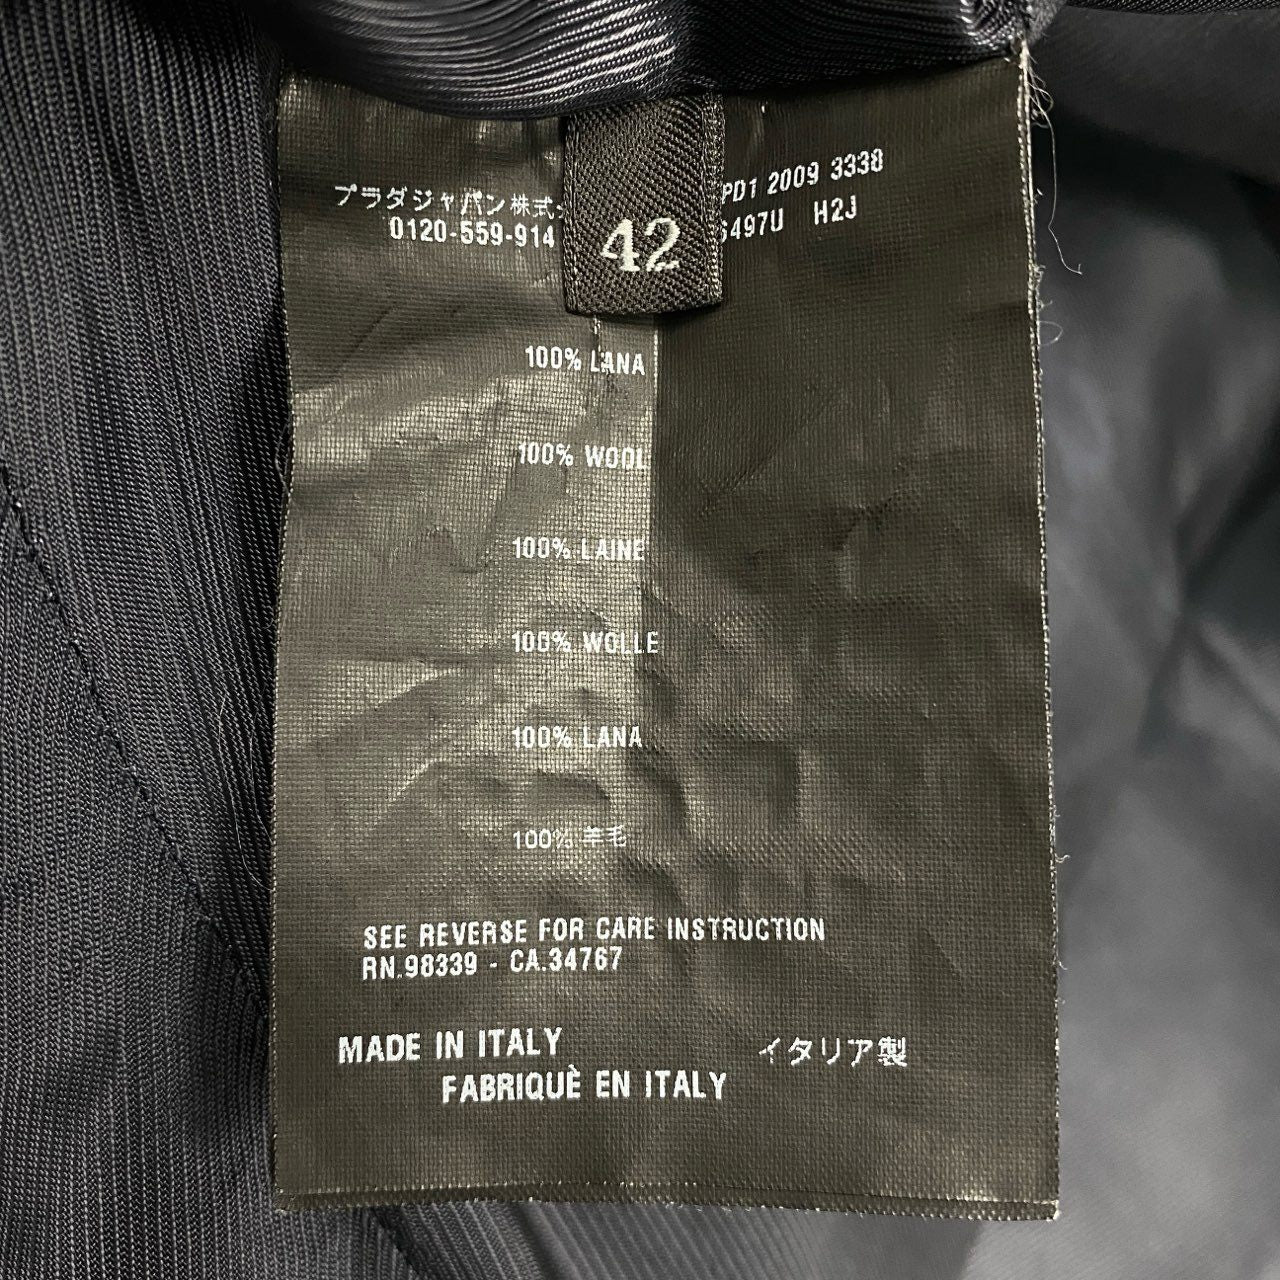 プラダジャパン株式
PD1 2009 3338
0120-559-914
6497U H2J
42
100% LANA
100% WOOL
100% LAINE
100% WOLLE
100% LANA
100% 羊毛
SEE REVERSE FOR CARE INSTRUCTION
RN.98339 - CA.34767
MADE IN ITALY
イタリア製
FABRIQUÈ EN ITALY